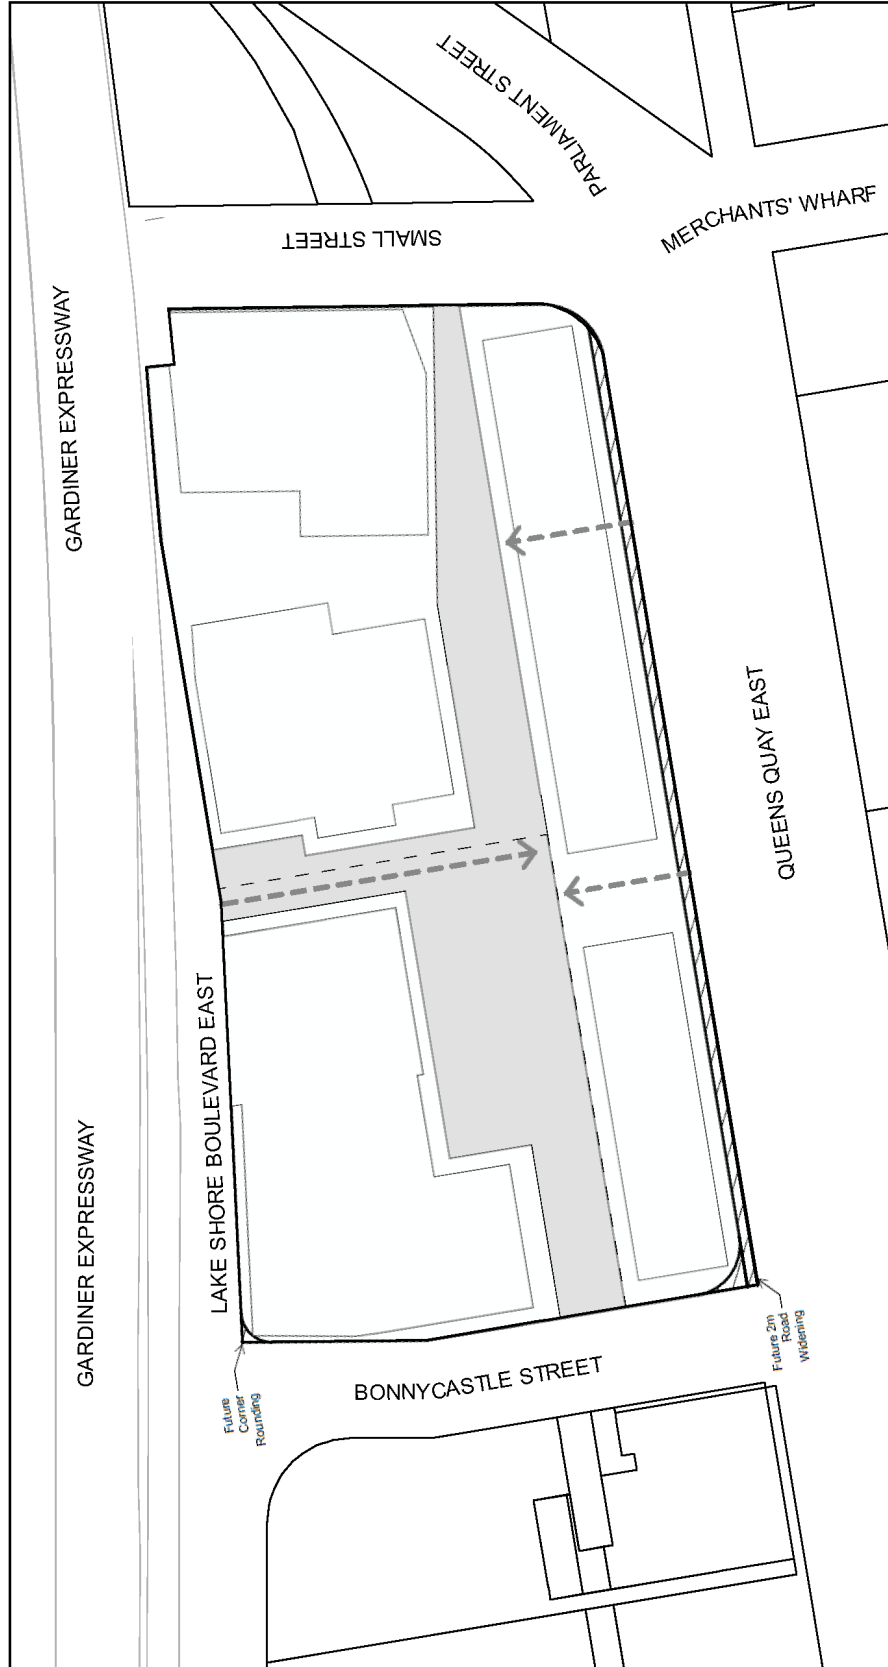 PARLIAMENT STREET
MERCHANTS' WHARF
SMALL STREET
GARDINER EXPRESSWAY
QUEENS QUAY EAST
LAKE SHORE BOULEVARD EAST
GARDINER EXPRESSWAY
Future 2m
Road
Widening
BONNYCASTLE STREET
Future
Corner
Rounding